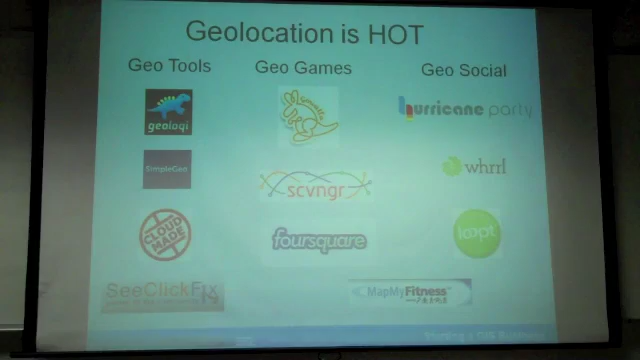 Geolocation is HOT
Geo Tools
Geo Games
Geo Social
geologi
hurricane party
SimpleGeo
scvngr
whrrl
CLOUD
MADE
foursquare
loopt
SeeClickFix
MapMyFitness